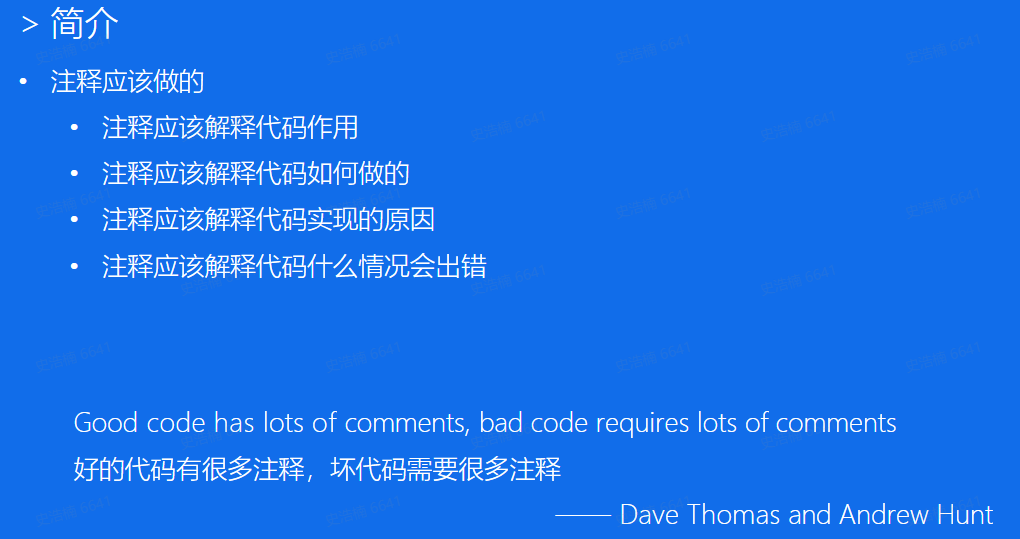 > 简介
• 注释应该做的
• 注释应该解释代码作用
• 注释应该解释代码如何做的
• 注释应该解释代码实现的原因
• 注释应该解释代码什么情况会出错
Good code has lots of comments, bad code requires lots of comments
好的代码有很多注释，坏代码需要很多注释
—— Dave Thomas and Andrew Hunt